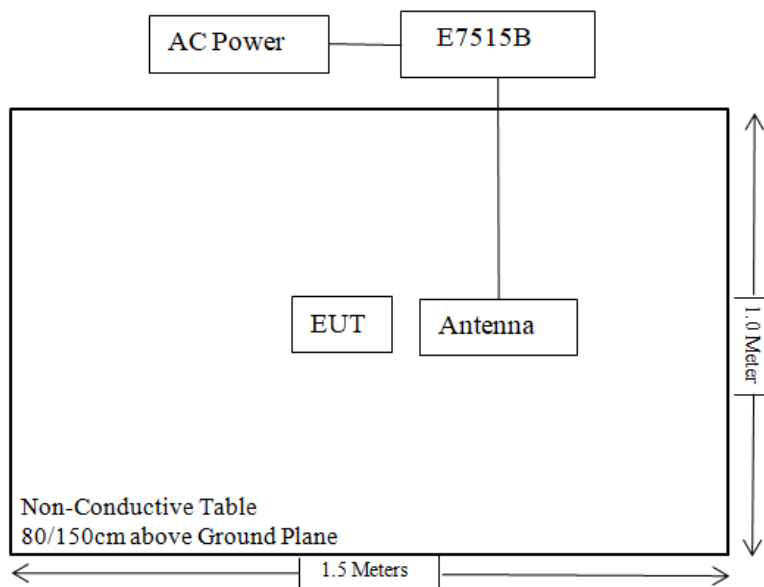 AC Power
E7515B
EUT
Antenna
1.0 Meter
Non-Conductive Table
80/150cm above Ground Plane
1.5 Meters